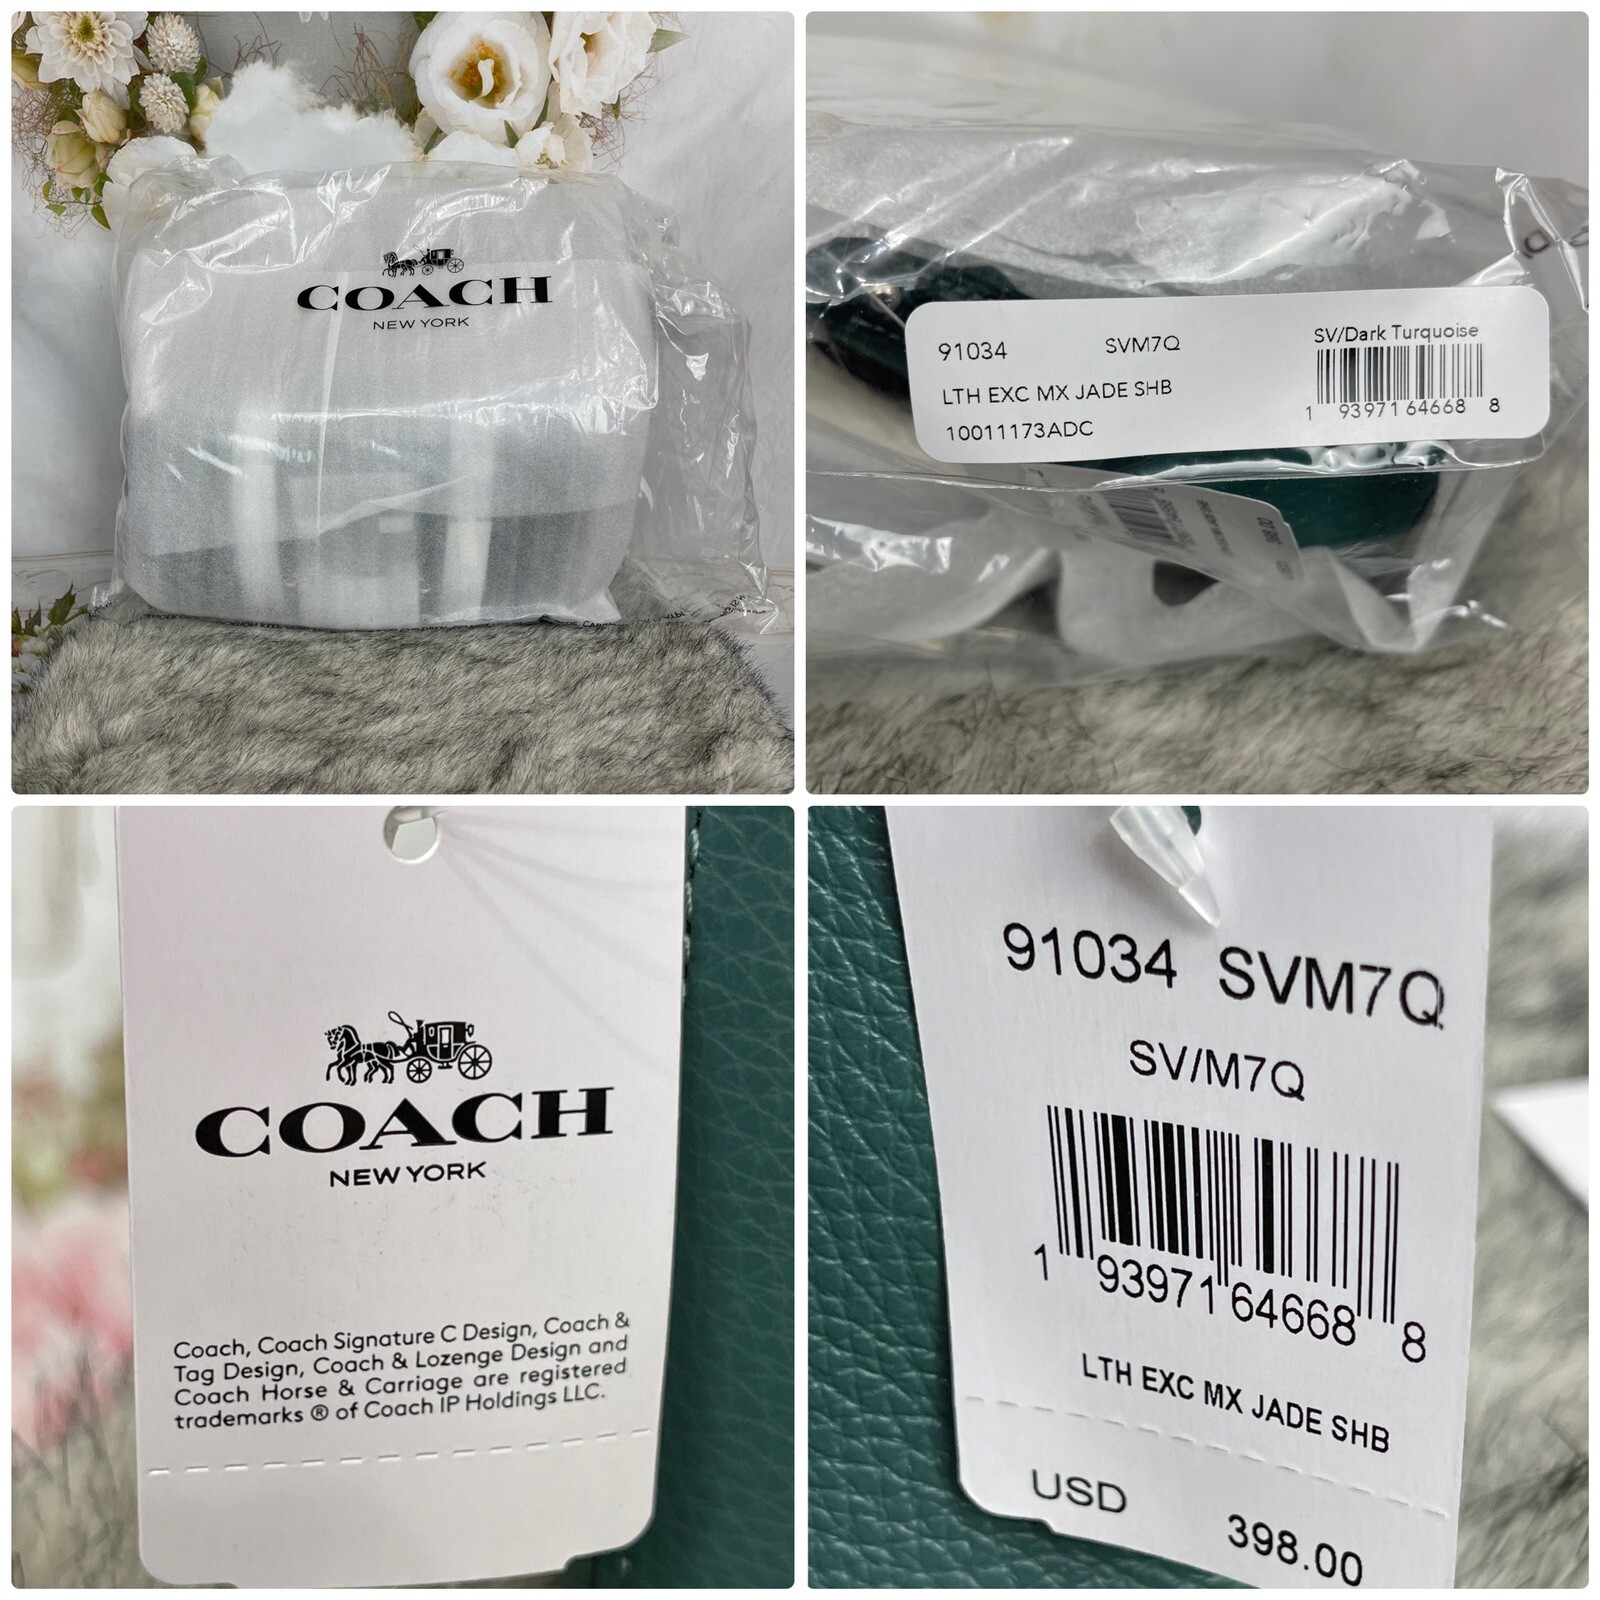 COACH
NEW YORK
91034 SVM7Q SV/Dark Turquoise
LTH EXC MX JADE SHB
10011173ADC
1 93971 64668 8
COACH
NEW YORK
Coach, Coach Signature C Design, Coach &
Tag Design, Coach & Lozenge Design and
Coach Horse & Carriage are registered
trademarks ® of Coach IP Holdings LLC.
91034 SVM7Q
SV/M7Q
1 93971 64668 8
LTH EXC MX JADE SHB
USD 398.00